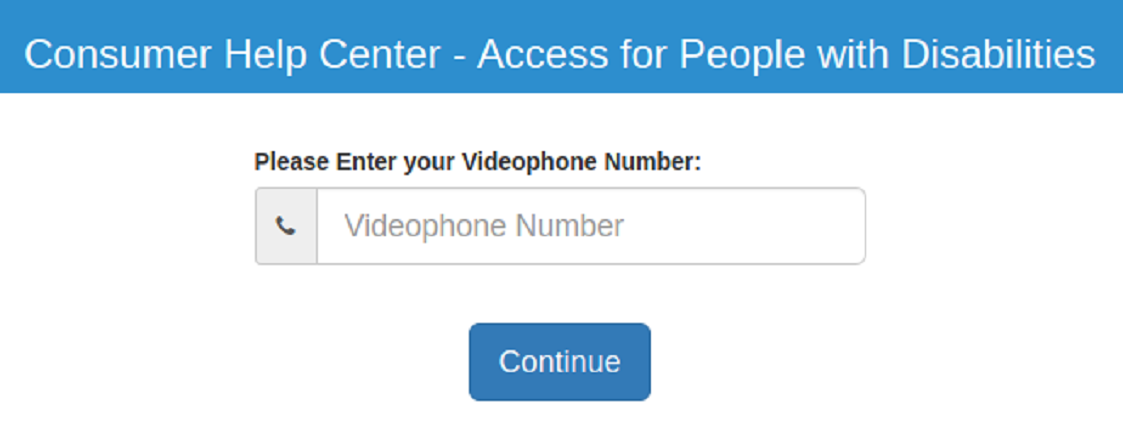 Consumer Help Center - Access for People with Disabilities
Please Enter your Videophone Number:
Videophone Number
Continue